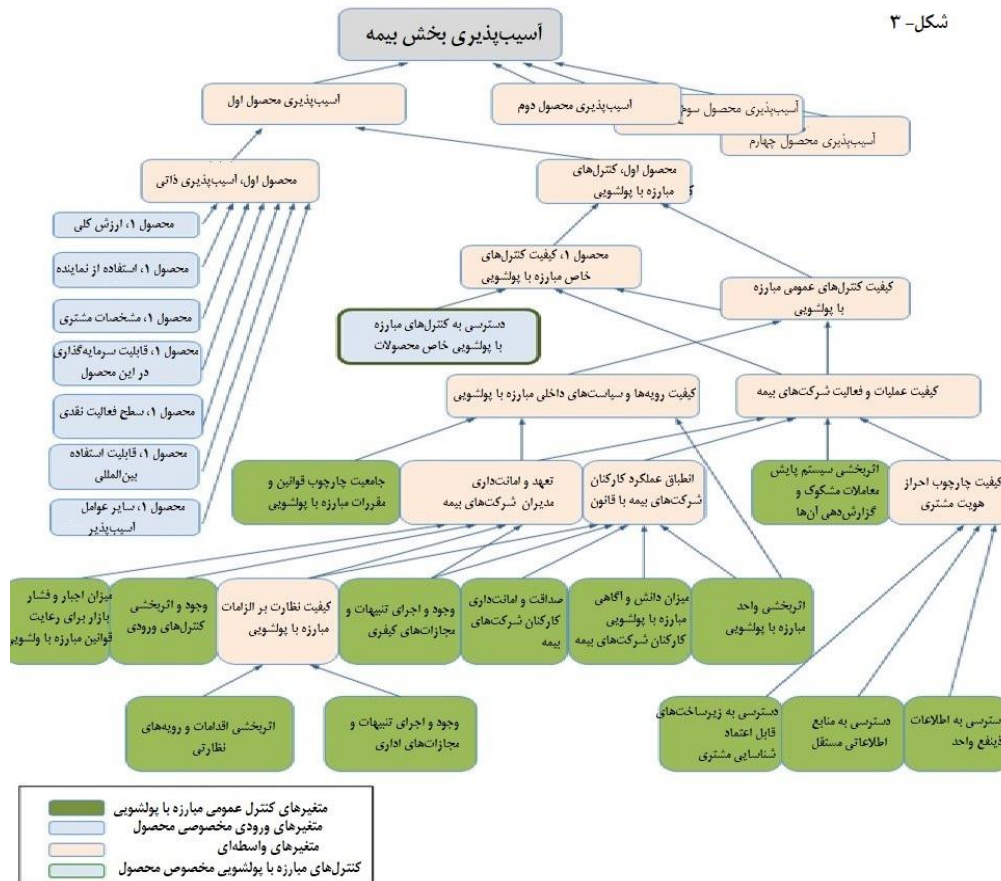 شکل- ۳
آسیب‌پذیری بخش بیمه
آسیب‌پذیری محصول اول
آسیب‌پذیری محصول دوم
آسیب‌پذیری محصول سوم
آسیب‌پذیری محصول چهارم
محصول اول، آسیب‌پذیری ذاتی
محصول اول، کنترل‌های
مبارزه با پولشویی
محصول ۱، ارزش کلی
محصول ۱، استفاده از نماینده
محصول ۱، مشخصات مشتری
محصول ۱، قابلیت سرمایه‌گذاری
در این محصول
محصول ۱، سطح فعالیت نقدی
محصول ۱، قابلیت استفاده
بین‌المللی
محصول ۱، سایر عوامل
آسیب‌پذیر
محصول ۱، کیفیت کنترل‌های
خاص مبارزه با پولشویی
کیفیت کنترل‌های عمومی مبارزه
با پولشویی
دسترسی به کنترل‌های مبارزه
با پولشویی خاص محصولات
کیفیت رویه‌ها و سیاست‌های داخلی مبارزه با پولشویی
کیفیت عملیات و فعالیت شرکت‌های بیمه
جامعیت چارچوب قوانین و
مقررات مبارزه با پولشویی
تعهد و امانت‌داری
مدیران شرکت‌های بیمه
انطباق عملکرد کارکنان
شرکت‌های بیمه با قانون
اثربخشی سیستم پایش
معاملات مشکوک و
گزارش‌دهی آن‌ها
کیفیت چارچوب احراز
هویت مشتری
میزان اجبار و فشار
بازار برای رعایت
قوانین مبارزه با ولشویی
وجود و اثربخشی
کنترل‌های ورودی
کیفیت نظارت بر الزامات
مبارزه با پولشویی
وجود و اجرای تنبیهات و
مجازات‌های کیفری
صداقت و امانت‌داری
کارکنان شرکت‌های
بیمه
میزان دانش و آگاهی
مبارزه با پولشویی
کارکنان شرکت‌های بیمه
اثربخشی واحد
مبارزه با پولشویی
اثربخشی اقدامات و رویه‌های
نظارتی
وجود و اجرای تنبیهات و
مجازات‌های اداری
دسترسی به زیرساخت‌های
قابل اعتماد
شناسایی مشتری
دسترسی به منابع
اطلاعاتی مستقل
سترسی به اطلاعات
ذینفع واحد
متغیرهای کنترل عمومی مبارزه با پولشویی
متغیرهای ورودی مخصوصی محصول
متغیرهای واسطه‌ای
کنترل‌های مبارزه با پولشویی مخصوص محصول